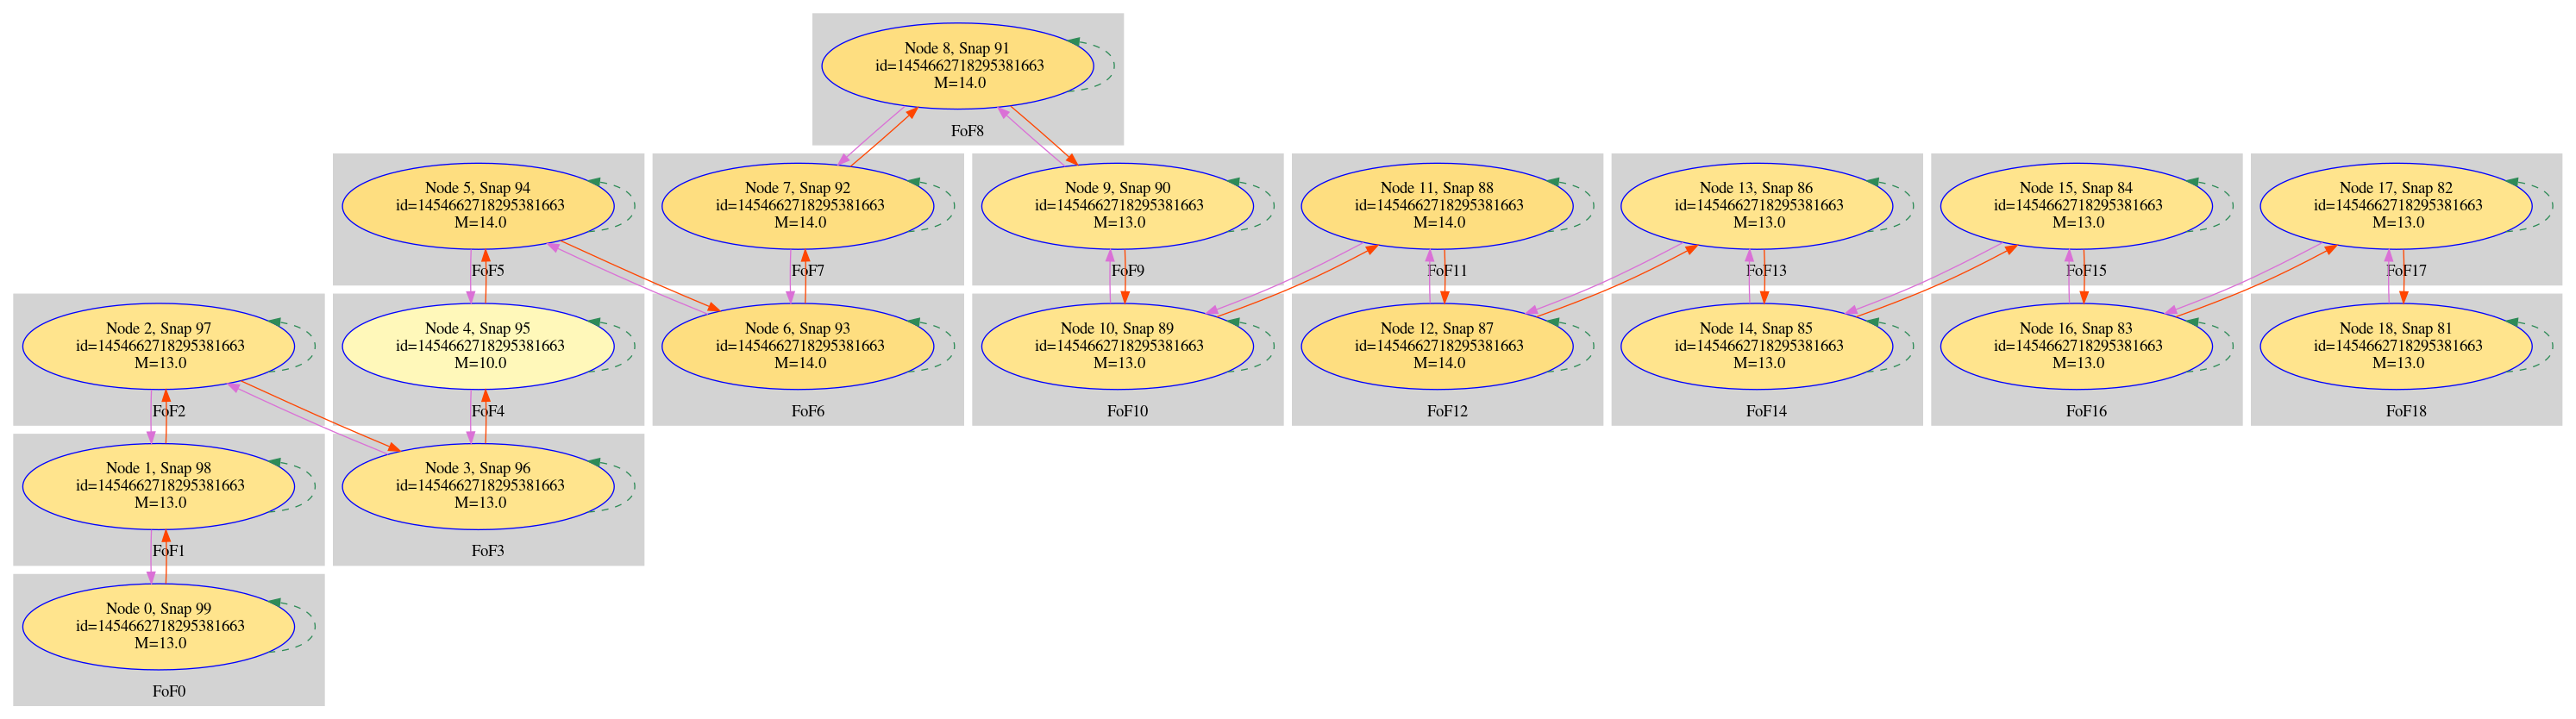 Node 8, Snap 91
id=1454662718295381663
M=14.0
FoF8
Node 5, Snap 94
id=1454662718295381663
M=14.0
FoF5
Node 7, Snap 92
id=1454662718295381663
M=14.0
FoF7
Node 9, Snap 90
id=1454662718295381663
M=13.0
FoF9
Node 11, Snap 88
id=1454662718295381663
M=14.0
FoF11
Node 13, Snap 86
id=1454662718295381663
M=13.0
FoF13
Node 15, Snap 84
id=1454662718295381663
M=13.0
FoF15
Node 17, Snap 82
id=1454662718295381663
M=13.0
FoF17
Node 2, Snap 97
id=1454662718295381663
M=13.0
FoF2
Node 4, Snap 95
id=1454662718295381663
M=10.0
FoF4
Node 6, Snap 93
id=1454662718295381663
M=14.0
FoF6
Node 10, Snap 89
id=1454662718295381663
M=13.0
FoF10
Node 12, Snap 87
id=1454662718295381663
M=14.0
FoF12
Node 14, Snap 85
id=1454662718295381663
M=13.0
FoF14
Node 16, Snap 83
id=1454662718295381663
M=13.0
FoF16
Node 18, Snap 81
id=1454662718295381663
M=13.0
FoF18
Node 1, Snap 98
id=1454662718295381663
M=13.0
FoF1
Node 3, Snap 96
id=1454662718295381663
M=13.0
FoF3
Node 0, Snap 99
id=1454662718295381663
M=13.0
FoF0